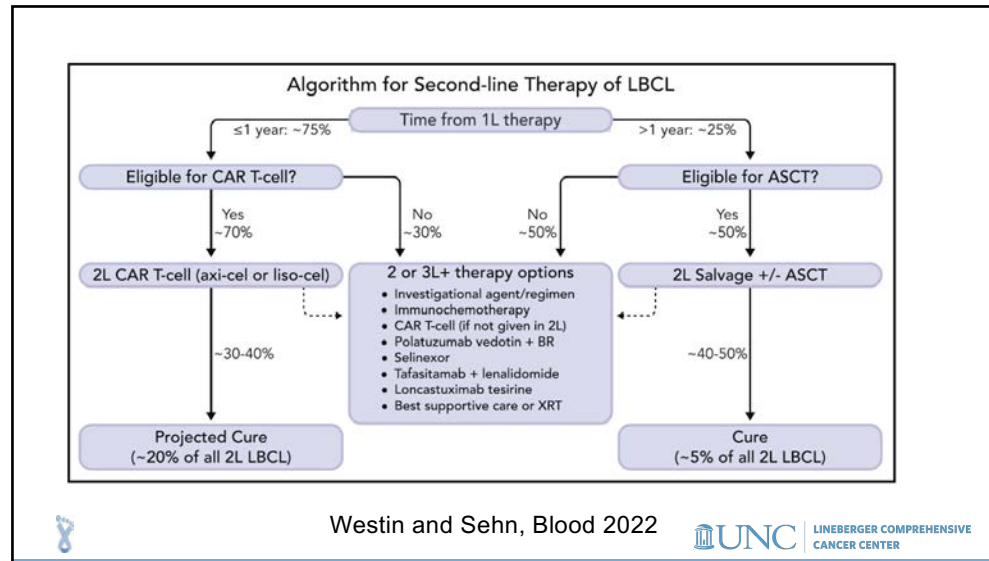 Algorithm for Second-line Therapy of LBCL
Time from 1L therapy
≤1 year: ~75%
>1 year: ~25%
Eligible for CAR T-cell?
Eligible for ASCT?
Yes
~70%
No
~30%
No
~50%
Yes
~50%
2L CAR T-cell (axi-cel or liso-cel)
2 or 3L+ therapy options
• Investigational agent/regimen
• Immunochemotherapy
• CAR T-cell (if not given in 2L)
• Polatuzumab vedotin + BR
• Selinexor
• Tafasitamab + lenalidomide
• Loncastuximab tesirine
• Best supportive care or XRT
2L Salvage +/- ASCT
~30-40%
~40-50%
Projected Cure
(~20% of all 2L LBCL)
Cure
(~5% of all 2L LBCL)
Westin and Sehn, Blood 2022
UNC
LINEBERGER COMPREHENSIVE
CANCER CENTER